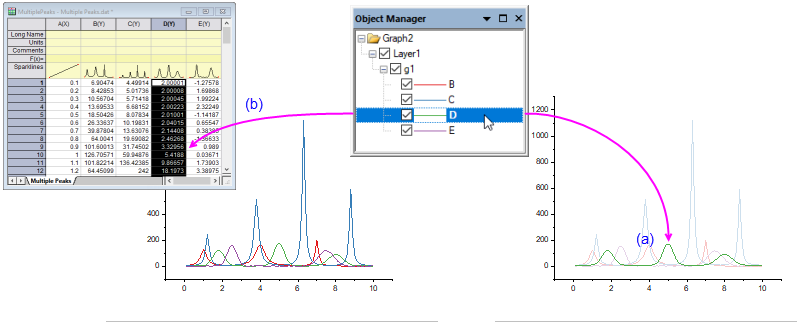 MultiplePeaks - Multiple Peaks.dat *
A(X) B(Y) C(Y) D(Y) E(Y)
Long Name
Units
Comments
F(x)=
Sparklines
1 0.1 6.90474 4.49914 2.00001 -1.27578
2 0.2 8.42853 5.01736 2.00008 1.69868
3 0.3 10.56704 5.71418 2.00045 1.99224
4 0.4 13.69533 6.68152 2.00223 2.32249
5 0.5 18.50426 8.07834 2.01001 -1.14187
6 0.6 26.33637 10.19831 2.04015 0.65547
7 0.7 39.87804 13.63076 2.14408 0.38383
8 0.8 64.0041 19.69082 2.46268 6633
9 0.9 101.60013 31.74502 3.32956 0.989
10 1 126.70571 59.94876 5.4188 0.03671
11 1.1 101.82214 136.42385 9.86657 1.73903
12 1.2 64.45099 242 18.1973 3.38975
Multiple Peaks
Object Manager
Graph2
Layer1
g1
B
C
D
E
(b)
(a)
400
200
0
0 2 4 6 8 10
1200
1000
800
600
400
200
0
0 2 4 6 8 10